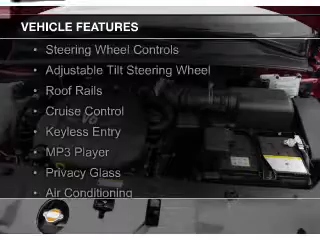 VEHICLE FEATURES
• Steering Wheel Controls
• Adjustable Tilt Steering Wheel
• Roof Rails
• Cruise Control
• Keyless Entry
• MP3 Player
• Privacy Glass
• Air Conditioning